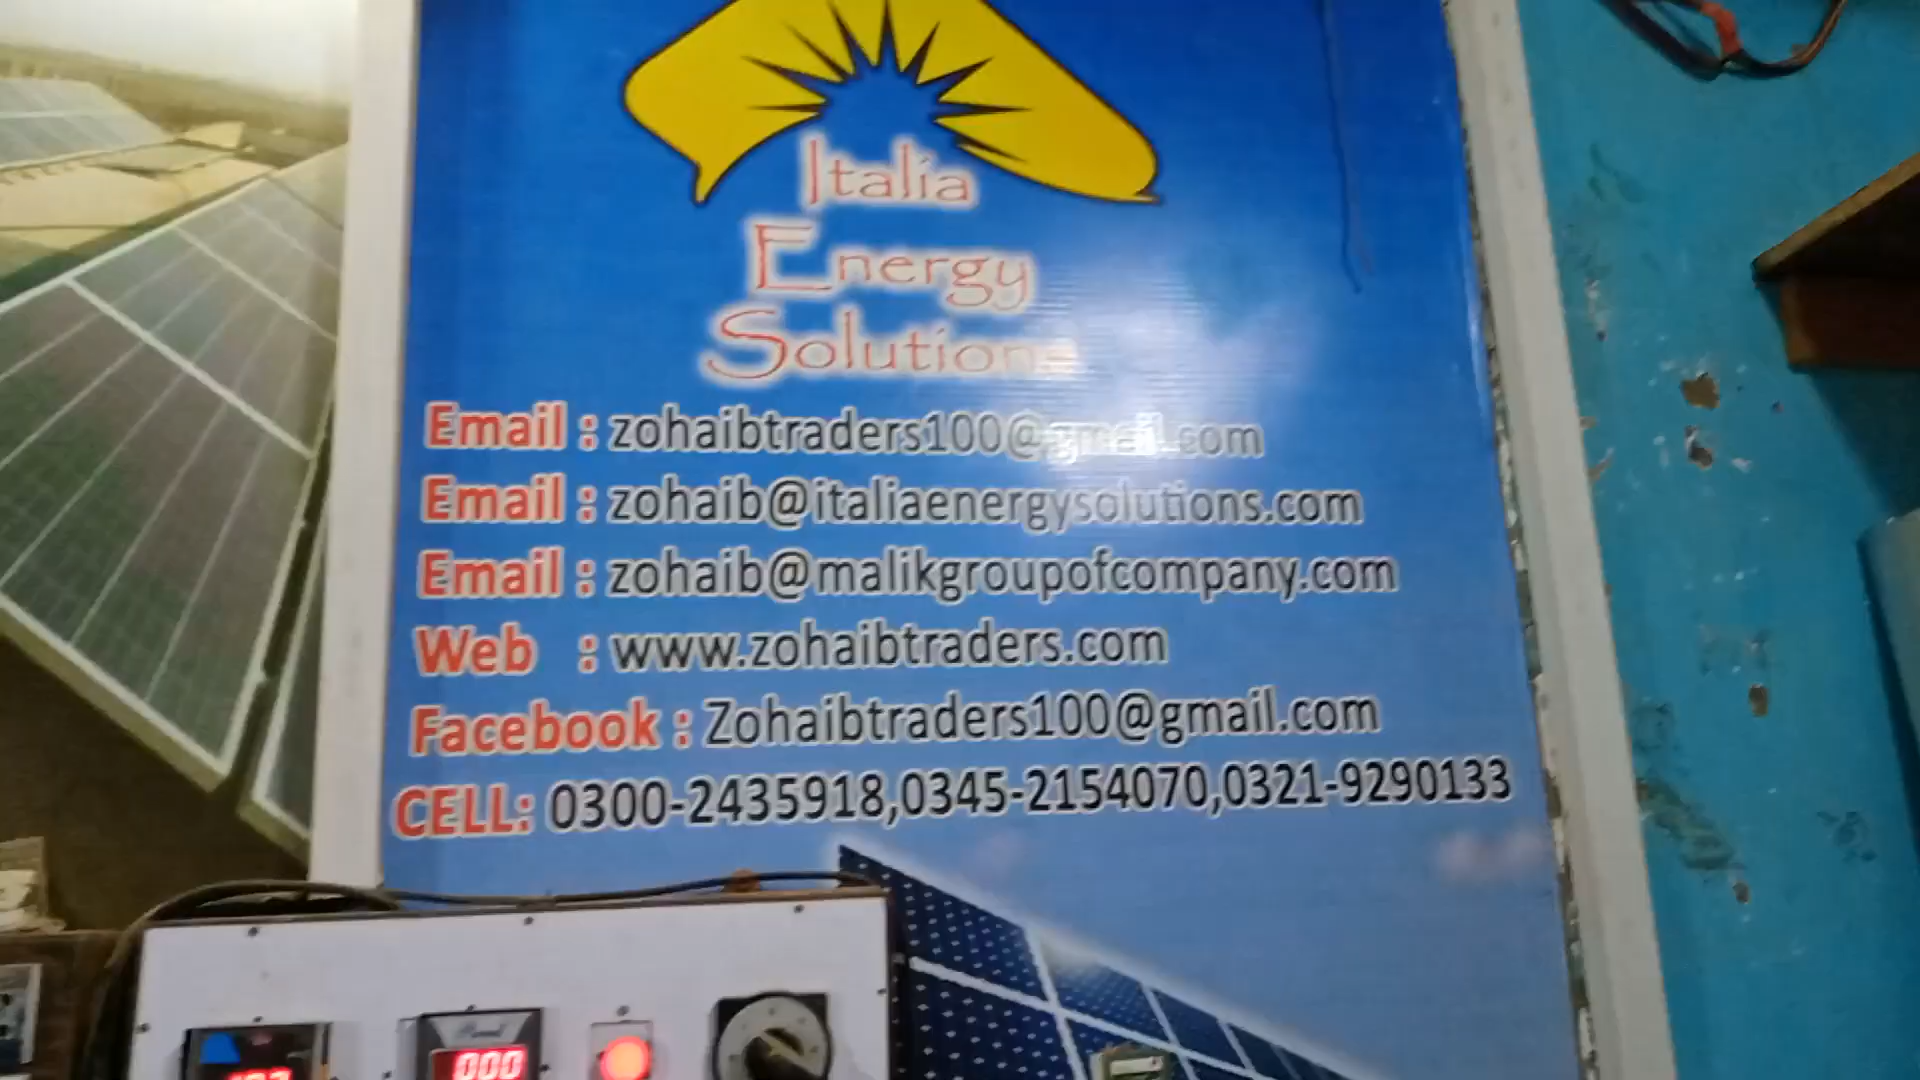 Italia
Energy
Solutions
Email : zohaibtraders100@gmail.com
Email : zohaib@italiaenergysolutions.com
Email : zohaib@malikgroupofcompany.com
Web : www.zohaibtraders.com
Facebook : Zohaibtraders100@gmail.com
CELL: 0300-2435918,0345-2154070,0321-9290133
000